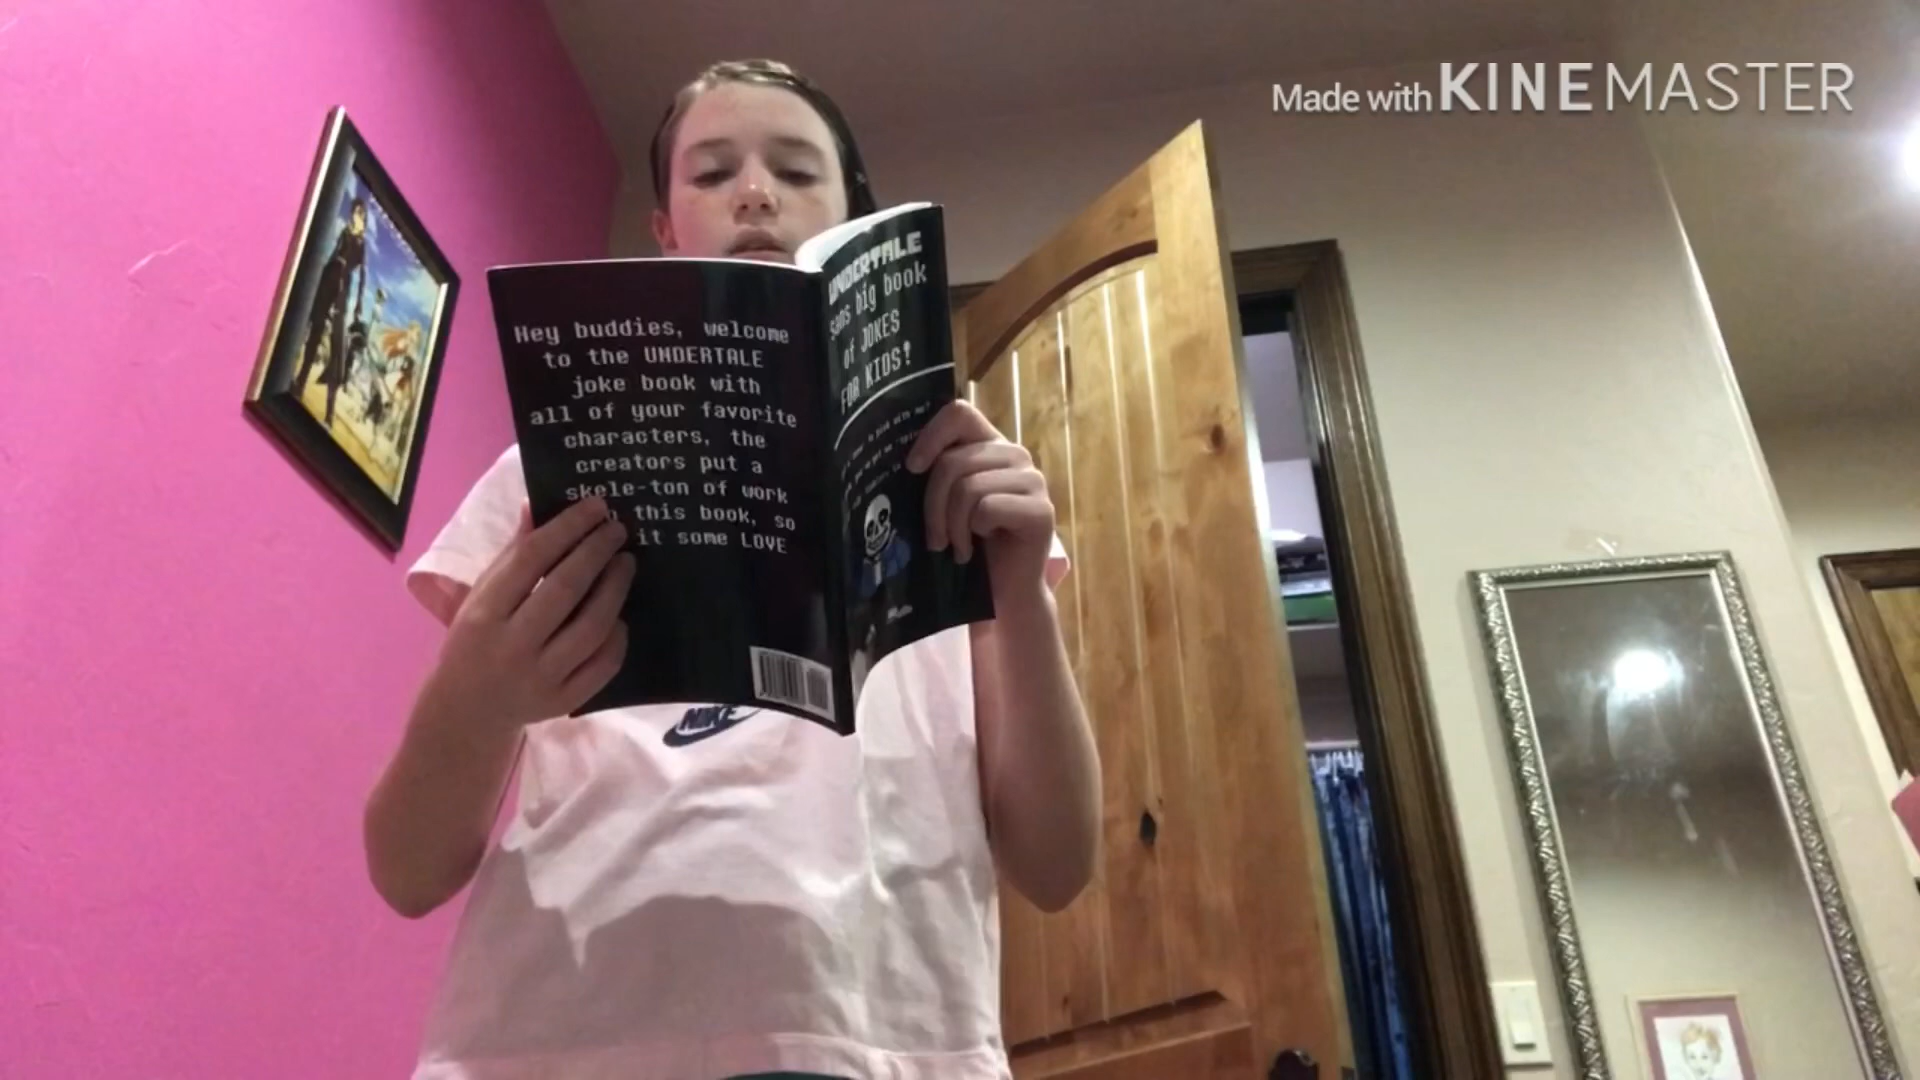 Made with KINEMASTER
Hey buddies, welcome
to the UNDERTALE
joke book with
all of your favorite
characters, the
creators put a
skele-ton of work
this book, so
it some LOVE
UNDERTALE
sans big book
of JOKES
FOR KIDS!
NIKE